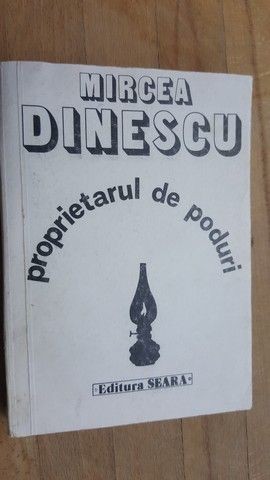 MIRCEA
DINESCU
proprietarul de poduri
*Editura SEARA*